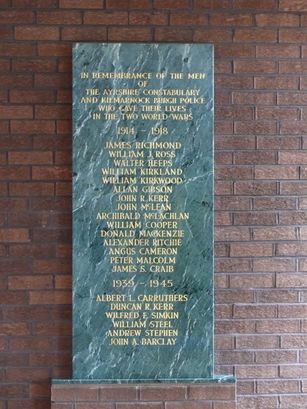 IN REMEMBRANCE OF THE MEN
OF
THE AYRSHIRE CONSTABULARY
AND KILMARNOCK BURGH POLICE
WHO GAVE THEIR LIVES
IN THE TWO WORLD WARS
1914 – 1918
JAMES RICHMOND
WILLIAM J. ROSS
WALTER HEEPS
WILLIAM KIRKLAND
WILLIAM KIRKWOOD
ALLAN GIBSON
JOHN R. KERR
JOHN McLEAN
ARCHIBALD McLACHLAN
WILLIAM COOPER
DONALD MACKENZIE
ALEXANDER RITCHIE
ANGUS CAMERON
PETER MALCOLM
JAMES S. CRAIB
1939 – 1945
ALBERT L. CARRUTHERS
DUNCAN R. KERR
WILFRED F. SIMKIN
WILLIAM STEEL
ANDREW STEPHEN
JOHN A. BARCLAY